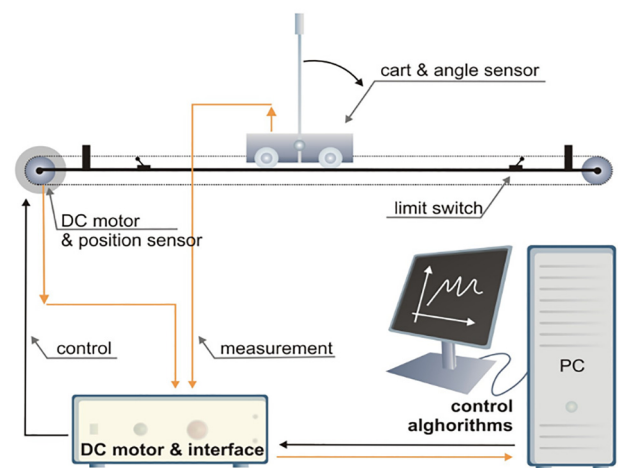 cart & angle sensor
limit switch
DC motor
& position sensor
control
measurement
PC
control
alghorithms
DC motor & interface